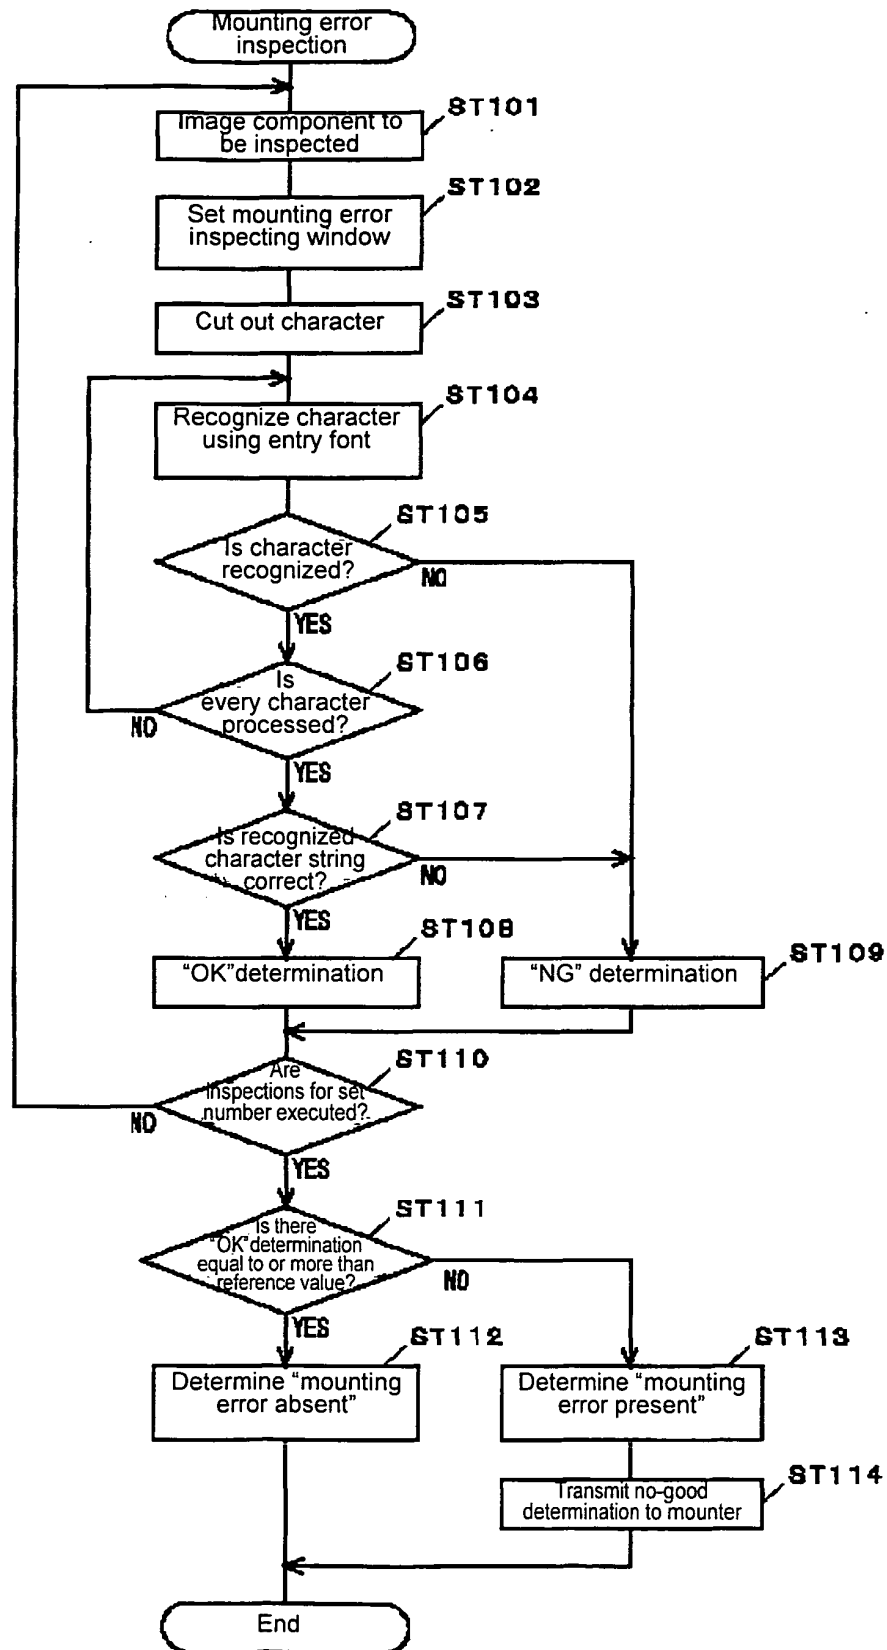 Mounting error
inspection
ST101
Image component to
be inspected
ST102
Set mounting error
inspecting window
ST103
Cut out character
ST104
Recognize character
using entry font
ST105
Is character
recognized?
NO
YES
ST106
Is
every character
processed?
NO
YES
ST107
Is recognized
character string
correct?
NO
YES
ST108
"OK"determination
ST109
"NG" determination
ST110
Are
inspections for set
number executed?
NO
YES
ST111
Is there
"OK"determination
equal to or more than
reference value?
NO
YES
ST112
Determine "mounting
error absent"
ST113
Determine "mounting
error present"
ST114
Transmit no-good
determination to mounter
End